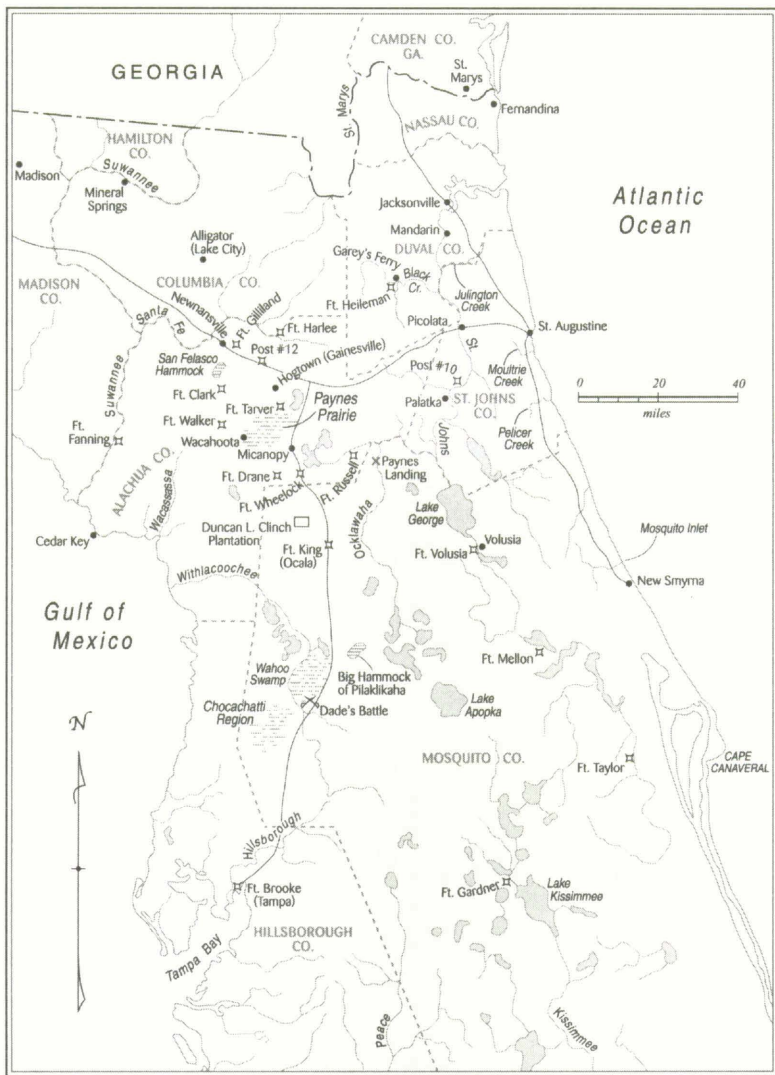 CAMDEN CO.
GA.
GEORGIA
St.
Marys
St. Marys
Fernandina
NASSAU CO.
HAMILTON
CO.
Suwannee
Madison
Mineral
Springs
Atlantic
Ocean
Jacksonville
Mandarin
DUVAL CO.
Alligator
(Lake City)
Garey's Ferry
Black
Cr.
COLUMBIA CO.
MADISON
CO.
Ft. Heileman
Julington
Creek
Newnansville
Santa Fe
Ft. Gilliland
Ft. Harlee
Picolata
St. Augustine
St.
Johns
Post #12
Hogtown (Gainesville)
San Felasco
Hammock
Post #10
Moultrie
Creek
0 20 40
miles
Suwannee
Ft. Clark
Ft. Tarver
Paynes
Prairie
Palatka
ST. JOHNS
CO.
Ft. Walker
Pelicer
Creek
Ft.
Fanning
Wacahoota
Micanopy
ALACHUA CO.
Wacassassa
Ft. Drane
Ft. Wheelock
Ft. Russell
Paynes
Landing
Ocklawaha
Lake
George
Duncan L. Clinch
Plantation
Cedar Key
Ft. King
(Ocala)
Ft. Volusia
Volusia
Mosquito Inlet
New Smyrna
Withlacoochee
Gulf of
Mexico
Wahoo
Swamp
Big Hammock
of Pilaklikaha
Ft. Mellon
Chocachatti
Region
Dade's Battle
Lake
Apopka
N
MOSQUITO CO.
Ft. Taylor
CAPE
CANAVERAL
Hillsborough
Ft. Brooke
(Tampa)
Ft. Gardner
Lake
Kissimmee
HILLSBOROUGH
CO.
Tampa Bay
Peace
Kissimmee